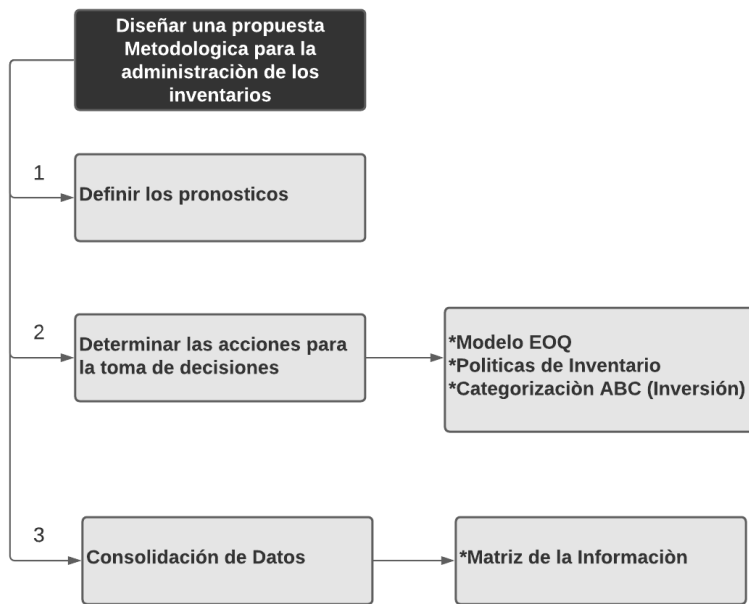 Diseñar una propuesta
Metodologica para la
administraciòn de los
inventarios
1
Definir los pronosticos
2
Determinar las acciones para
la toma de decisiones
*Modelo EOQ
*Politicas de Inventario
*Categorizaciòn ABC (Inversión)
3
Consolidación de Datos
*Matriz de la Informaciòn